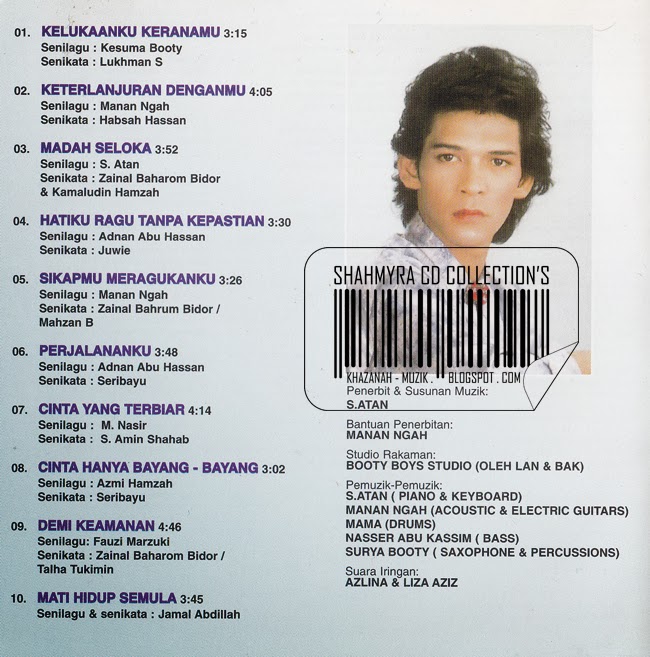 01. KELUKAANKU KERANAMU 3:15
Senilagu : Kesuma Booty
Senikata : Lukhman S
02. KETERLANJURAN DENGANMU 4:05
Senilagu : Manan Ngah
Senikata : Habsah Hassan
03. MADAH SELOKA 3:52
Senilagu : S. Atan
Senikata : Zainal Baharom Bidor
& Kamaludin Hamzah
04. HATIKU RAGU TANPA KEPASTIAN 3:30
Senilagu : Adnan Abu Hassan
Senikata : Juwie
05. SIKAPMU MERAGUKANKU 3:26
Senilagu : Manan Ngah
Senikata : Zainal Bahrum Bidor /
Mahzan B
06. PERJALANANKU 3:48
Senilagu : Adnan Abu Hassan
Senikata : Seribayu
07. CINTA YANG TERBIAR 4:14
Senilagu : M. Nasir
Senikata : S. Amin Shahab
08. CINTA HANYA BAYANG - BAYANG 3:02
Senilagu : Azmi Hamzah
Senikata : Seribayu
09. DEMI KEAMANAN 4:46
Senilagu: Fauzi Marzuki
Senikata : Zainal Baharom Bidor /
Talha Tukimin
10. MATI HIDUP SEMULA 3:45
Senilagu & senikata : Jamal Abdillah
SHAHMYRA CD COLLECTION'S
KHAZANAH - MUZIK . BLOGSPOT . COM
Penerbit & Susunan Muzik:
S.ATAN
Bantuan Penerbitan:
MANAN NGAH
Studio Rakaman:
BOOTY BOYS STUDIO (OLEH LAN & BAK)
Pemuzik-Pemuzik:
S.ATAN ( PIANO & KEYBOARD)
MANAN NGAH (ACOUSTIC & ELECTRIC GUITARS)
MAMA (DRUMS)
NASSER ABU KASSIM ( BASS)
SURYA BOOTY ( SAXOPHONE & PERCUSSIONS)
Suara Iringan:
AZLINA & LIZA AZIZ